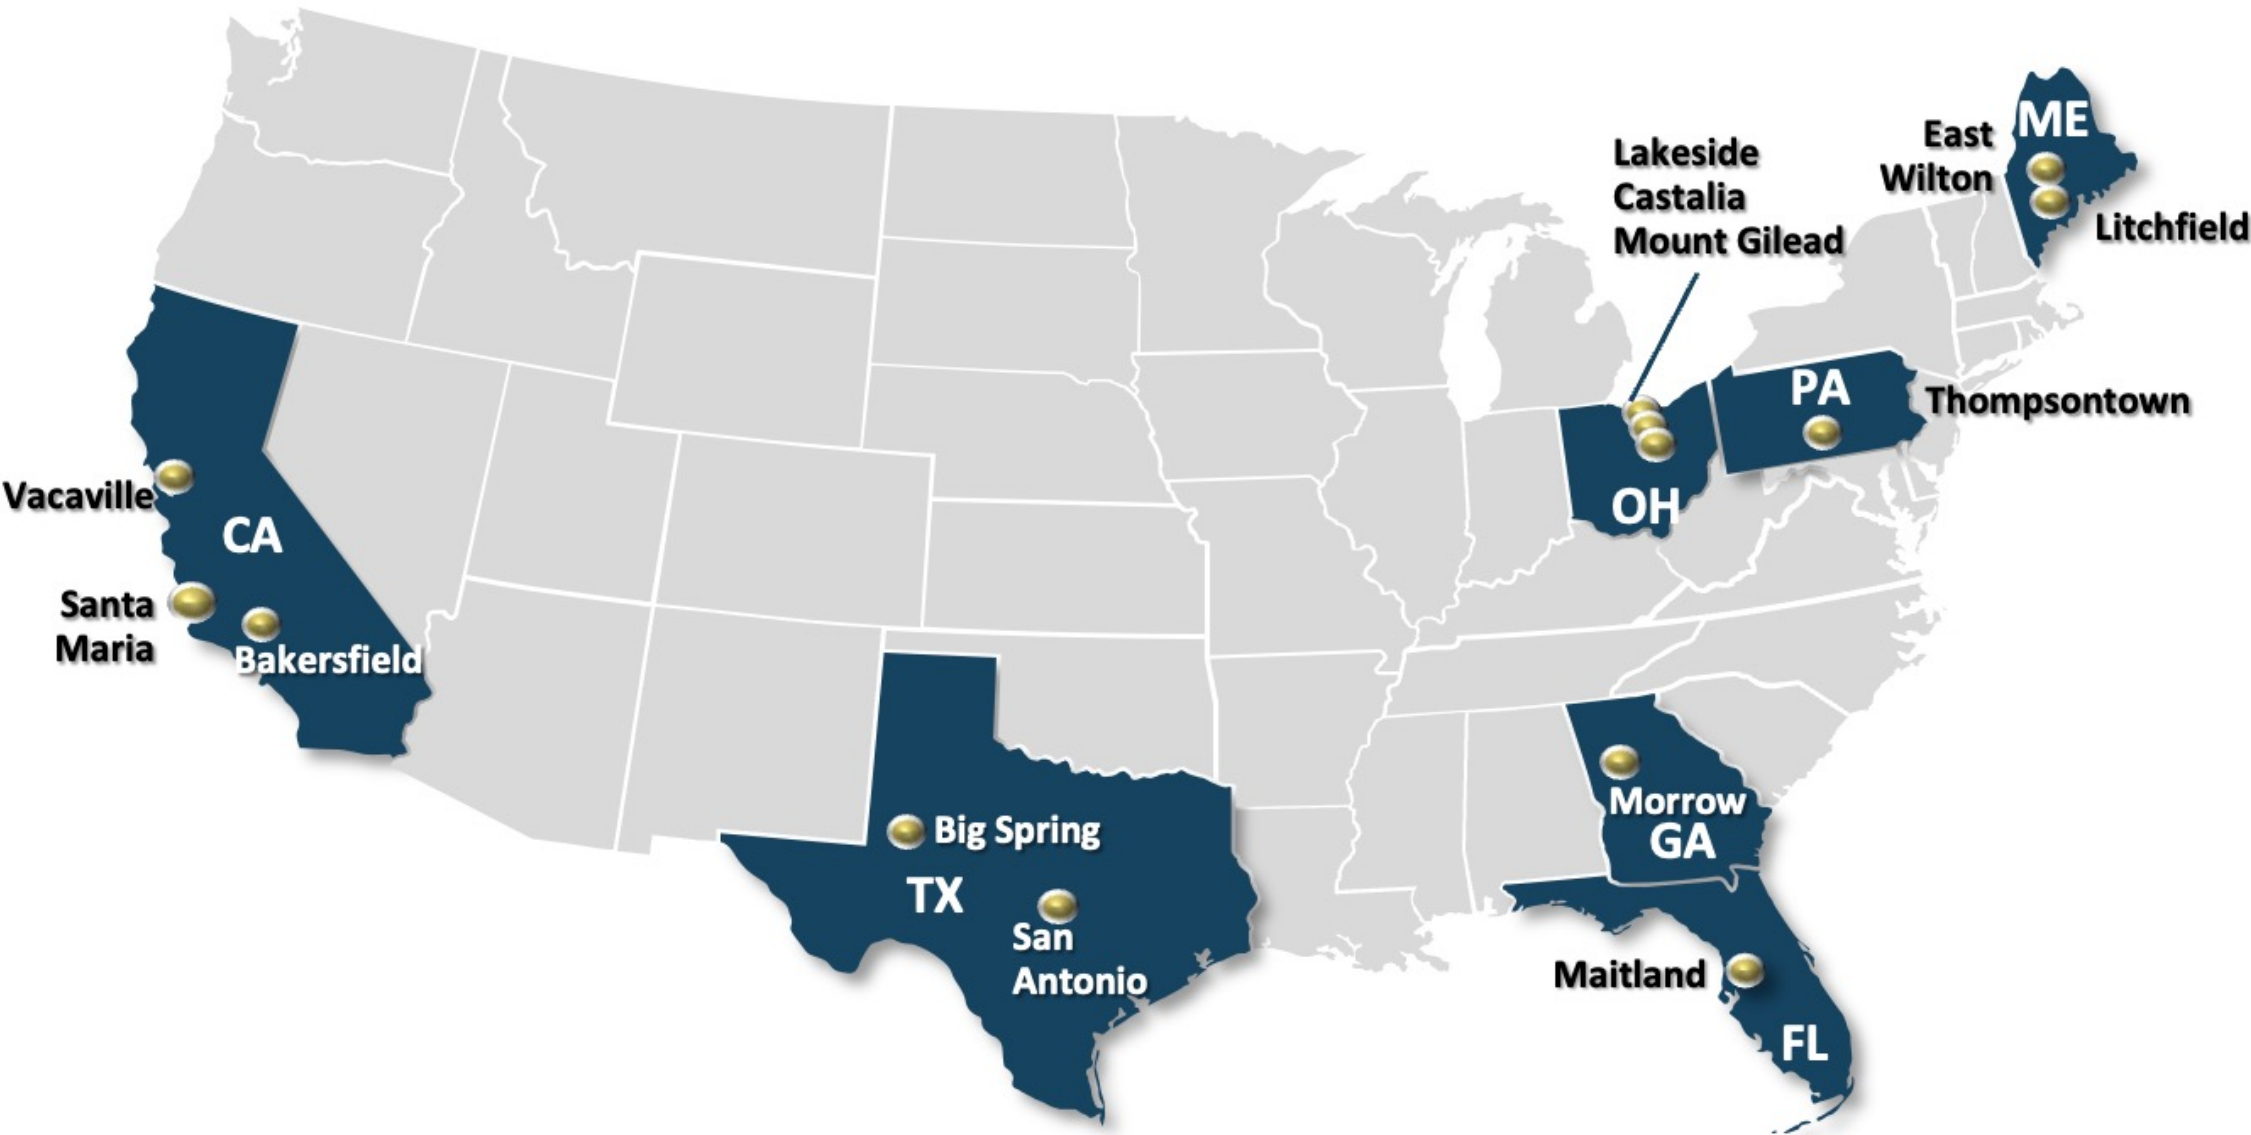 ME
East
Wilton
Litchfield
Lakeside
Castalia
Mount Gilead
PA
Thompsontown
OH
Vacaville
CA
Santa
Maria
Bakersfield
Big Spring
TX
San
Antonio
Morrow
GA
Maitland
FL